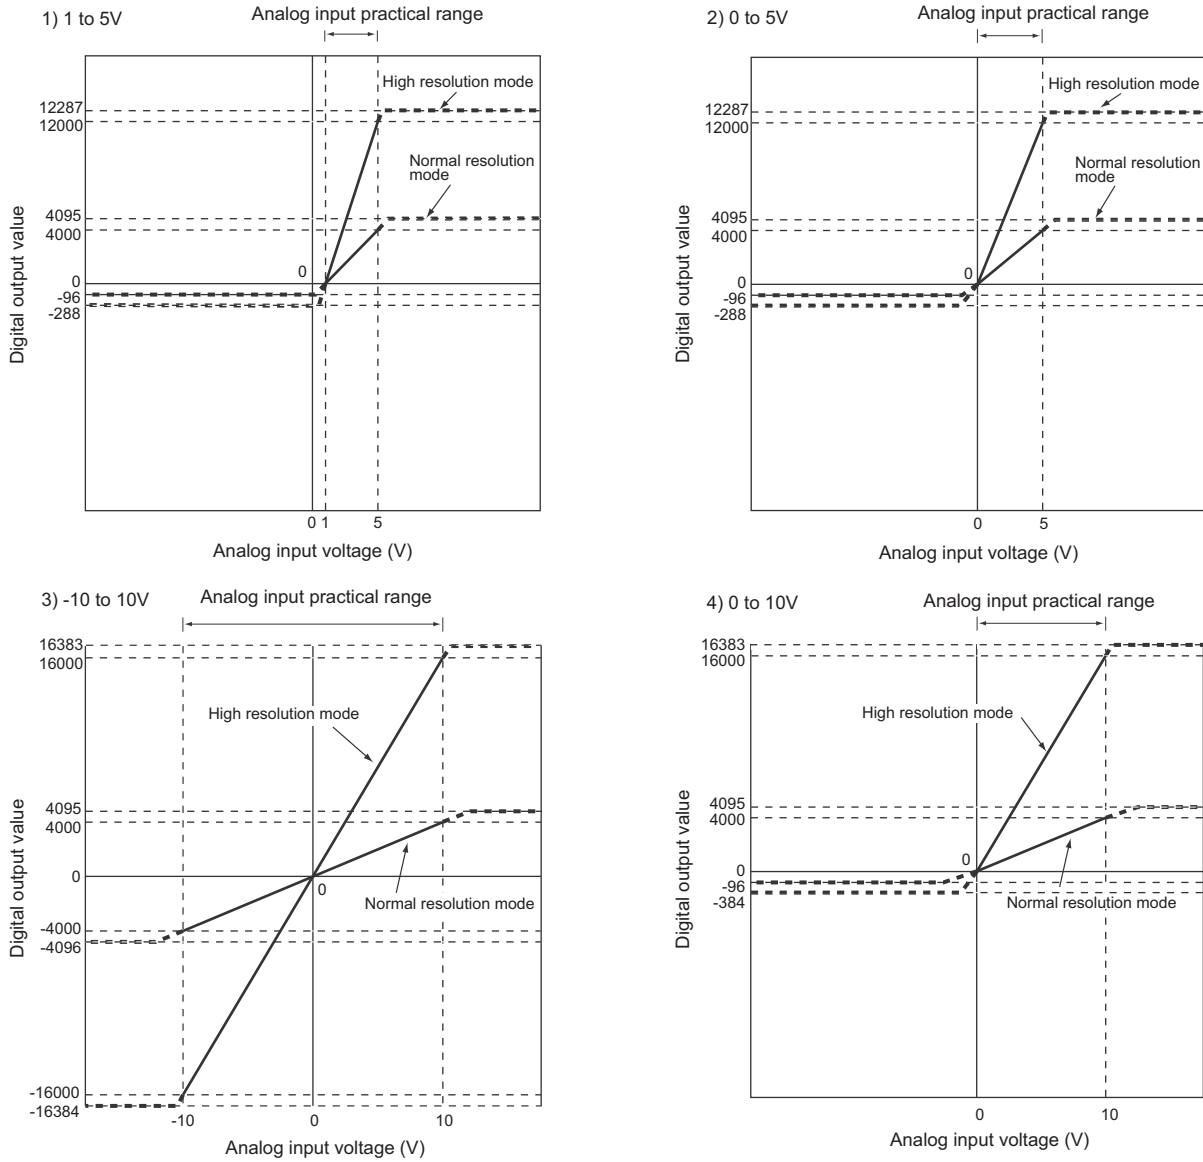 1) 1 to 5V
Analog input practical range
High resolution mode
12287
12000
Normal resolution
mode
4095
4000
0
0
-96
-288
Digital output value
0 1
5
Analog input voltage (V)
2) 0 to 5V
Analog input practical range
High resolution mode
12287
12000
Normal resolution
mode
4095
4000
0
0
-96
-288
Digital output value
0
5
Analog input voltage (V)
3) -10 to 10V
Analog input practical range
16383
16000
High resolution mode
4095
4000
0
0
Normal resolution mode
-4000
-4096
-16000
-16384
Digital output value
-10
0
10
Analog input voltage (V)
4) 0 to 10V
Analog input practical range
16383
16000
High resolution mode
4095
4000
0
0
-96
-384
Normal resolution mode
Digital output value
0
10
Analog input voltage (V)